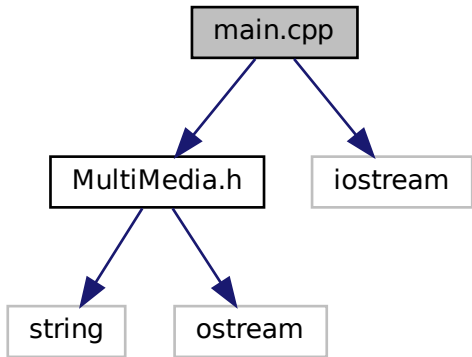 main.cpp
MultiMedia.h
iostream
string
ostream